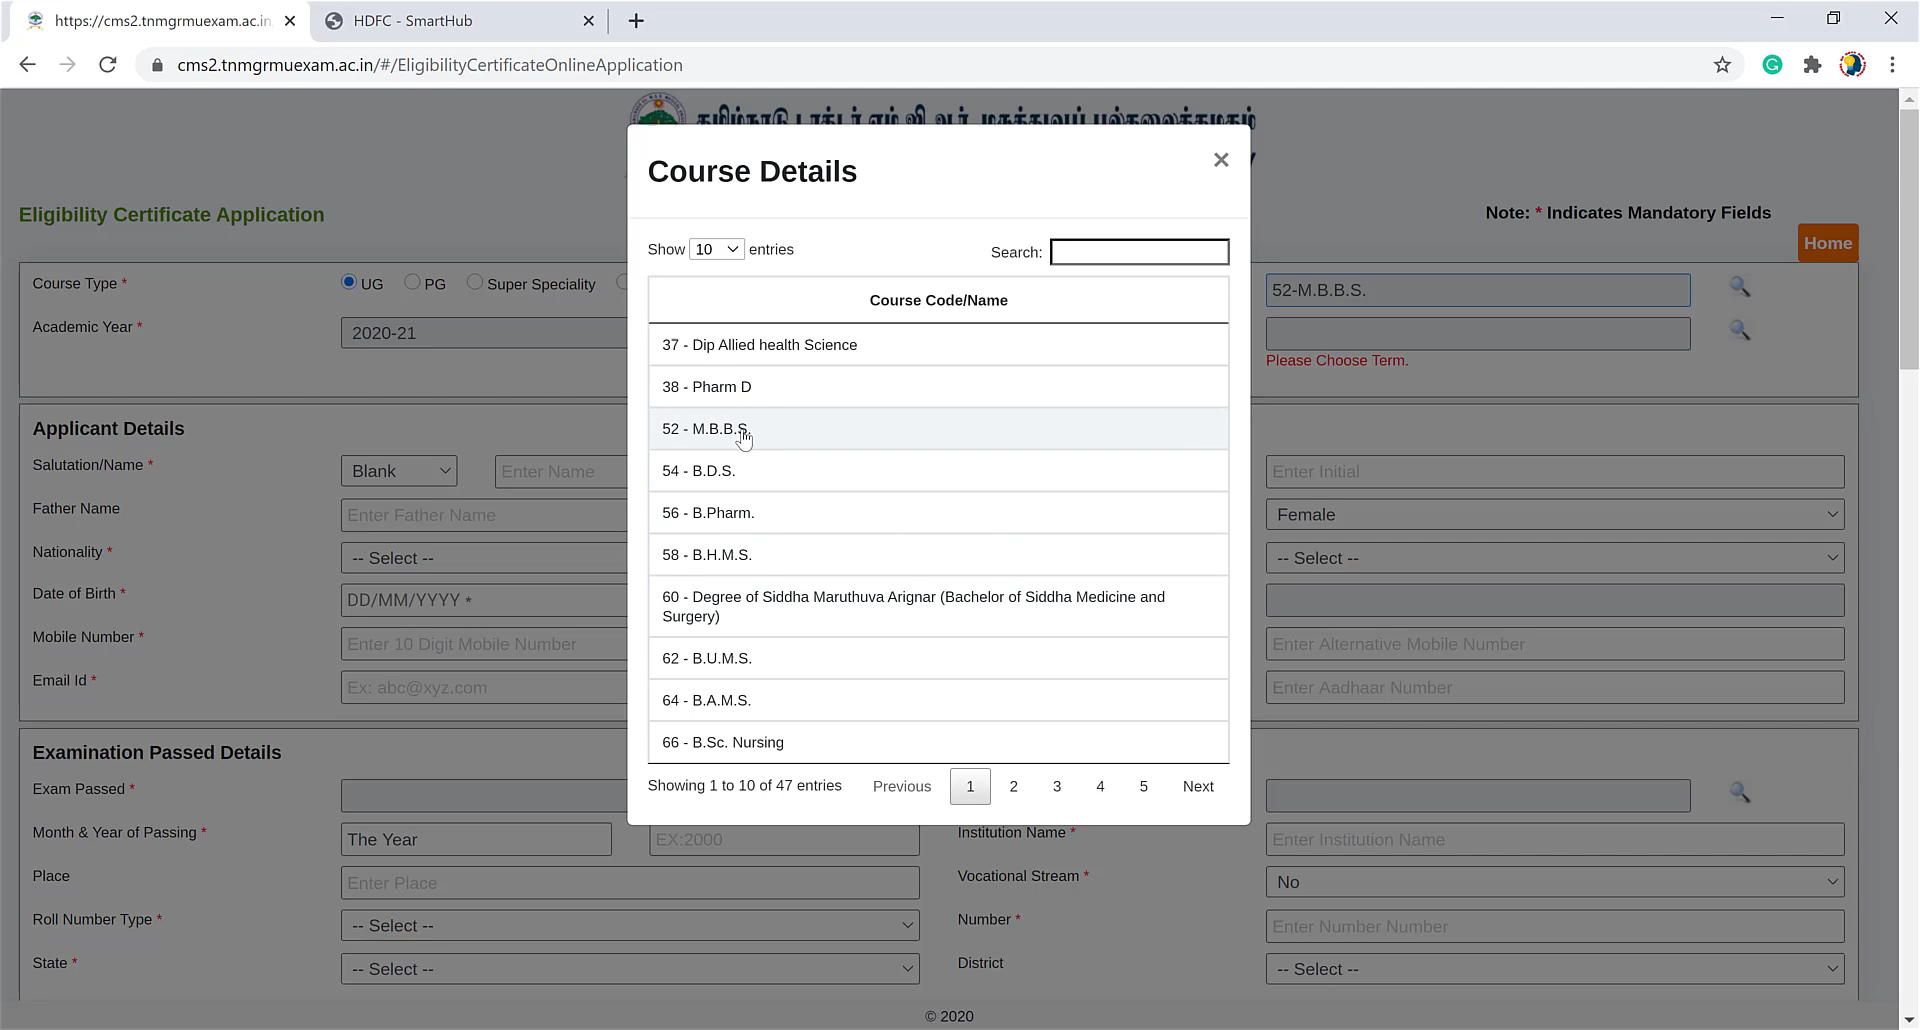 https://cms2.tnmgrmuexam.ac.in
HDFC - SmartHub
cms2.tnmgrmuexam.ac.in/#/EligibilityCertificateOnlineApplication
Course Details
Eligibility Certificate Application
Note: * Indicates Mandatory Fields
Home
Show 10 entries
Search:
Course Code/Name
37 - Dip Allied health Science
38 - Pharm D
52 - M.B.B.S.
54 - B.D.S.
56 - B.Pharm.
58 - B.H.M.S.
60 - Degree of Siddha Maruthuva Arignar (Bachelor of Siddha Medicine and
Surgery)
62 - B.U.M.S.
64 - B.A.M.S.
66 - B.Sc. Nursing
Showing 1 to 10 of 47 entries
Previous 1 2 3 4 5 Next
Course Type * UG PG Super Speciality
52-M.B.B.S.
Academic Year * 2020-21
Please Choose Term.
Applicant Details
Salutation/Name * Blank Enter Name
Enter Initial
Father Name Enter Father Name
Female
Nationality * -- Select --
-- Select --
Date of Birth * DD/MM/YYYY *
Mobile Number * Enter 10 Digit Mobile Number
Enter Alternative Mobile Number
Email Id * Ex: abc@xyz.com
Enter Aadhaar Number
Examination Passed Details
Exam Passed *
Month & Year of Passing * The Year EX:2000
Institution Name * Enter Institution Name
Place Enter Place
Vocational Stream * No
Roll Number Type * -- Select --
Number * Enter Number Number
State * -- Select --
District -- Select --
© 2020